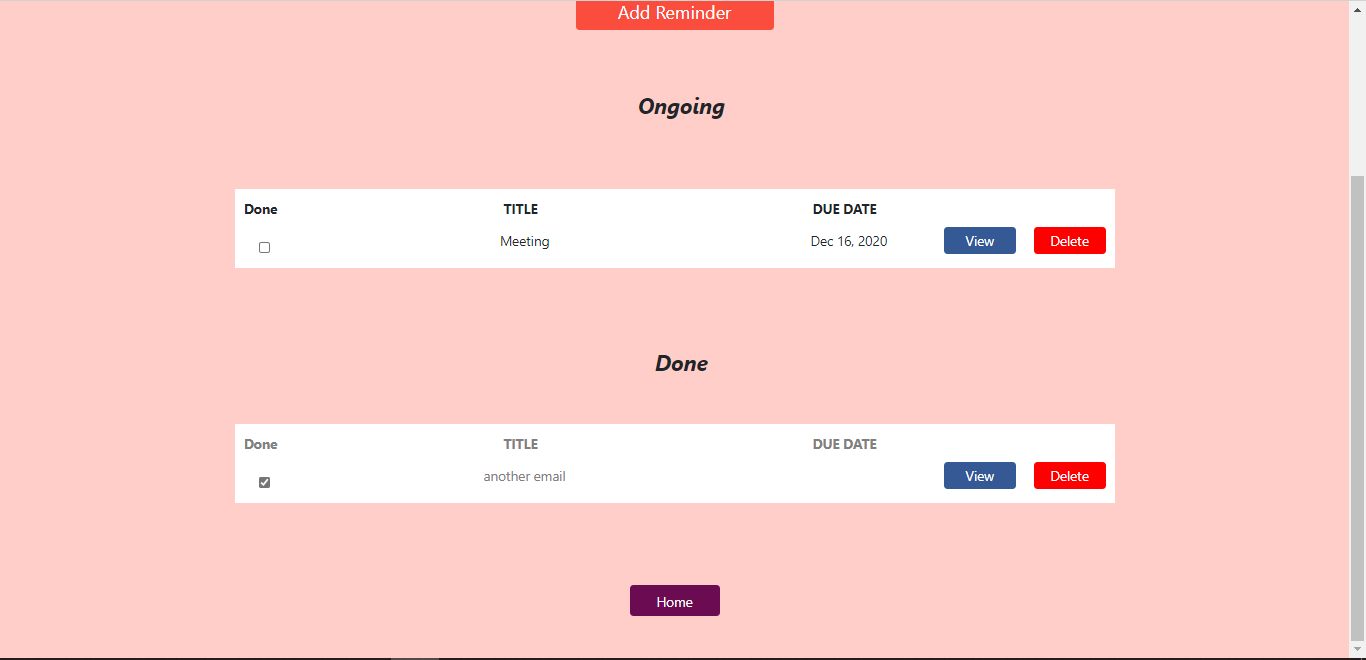 Add Reminder
Ongoing
Done TITLE DUE DATE
Meeting Dec 16, 2020 View Delete
Done
Done TITLE DUE DATE
another email View Delete
Home